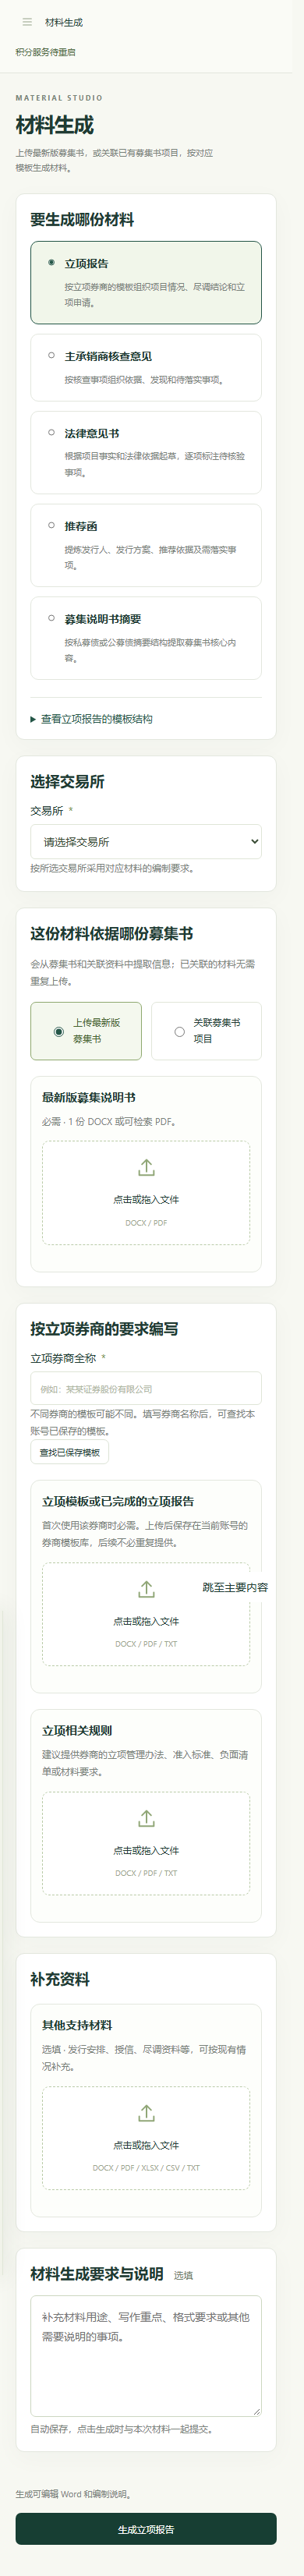 材料生成
积分服务待重启
MATERIAL STUDIO
材料生成
上传最新版募集书，或关联已有募集书项目，按对应
模板生成材料。
要生成哪份材料
立项报告
按立项券商的模板组织项目情况、尽调结论和立
项申请。
主承销商核查意见
按核查事项组织依据、发现和待落实事项。
法律意见书
根据项目事实和法律依据起草，逐项标注待核验
事项。
推荐函
提炼发行人、发行方案、推荐依据及需落实事
项。
募集说明书摘要
按私募债或公募债摘要结构提取募集书核心内
容。
查看立项报告的模板结构
选择交易所
交易所 *
请选择交易所
按所选交易所采用对应材料的编制要求。
这份材料依据哪份募集书
会从募集书和关联资料中提取信息；已关联的材料无需
重复上传。
上传最新版
募集书
关联募集书
项目
最新版募集说明书
必需 · 1 份 DOCX 或可检索 PDF。
点击或拖入文件
DOCX / PDF
按立项券商的要求编写
立项券商全称 *
例如：某某证券股份有限公司
不同券商的模板可能不同。填写券商名称后，可查找本
账号已保存的模板。
查找已保存模板
立项模板或已完成的立项报告
首次使用该券商时必需。上传后保存在当前账号的
券商模板库，后续不必重复提供。
跳至主要内容
点击或拖入文件
DOCX / PDF / TXT
立项相关规则
建议提供券商的立项管理办法、准入标准、负面清
单或材料要求。
点击或拖入文件
DOCX / PDF / TXT
补充资料
其他支持材料
选填 · 发行安排、授信、尽调资料等，可按现有情
况补充。
点击或拖入文件
DOCX / PDF / XLSX / CSV / TXT
材料生成要求与说明 选填
补充材料用途、写作重点、格式要求或其他
需要说明的事项。
自动保存，点击生成时与本次材料一起提交。
生成可编辑 Word 和编制说明。
生成立项报告